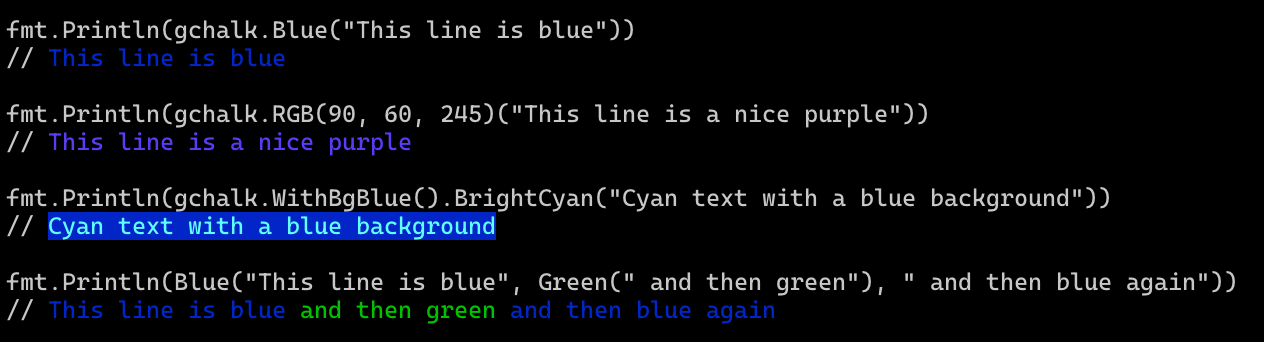 fmt.Println(gchalk.Blue("This line is blue"))
// This line is blue
fmt.Println(gchalk.RGB(90, 60, 245)("This line is a nice purple"))
// This line is a nice purple
fmt.Println(gchalk.WithBgBlue().BrightCyan("Cyan text with a blue background"))
// Cyan text with a blue background
fmt.Println(Blue("This line is blue", Green(" and then green"), " and then blue again"))
// This line is blue and then green and then blue again